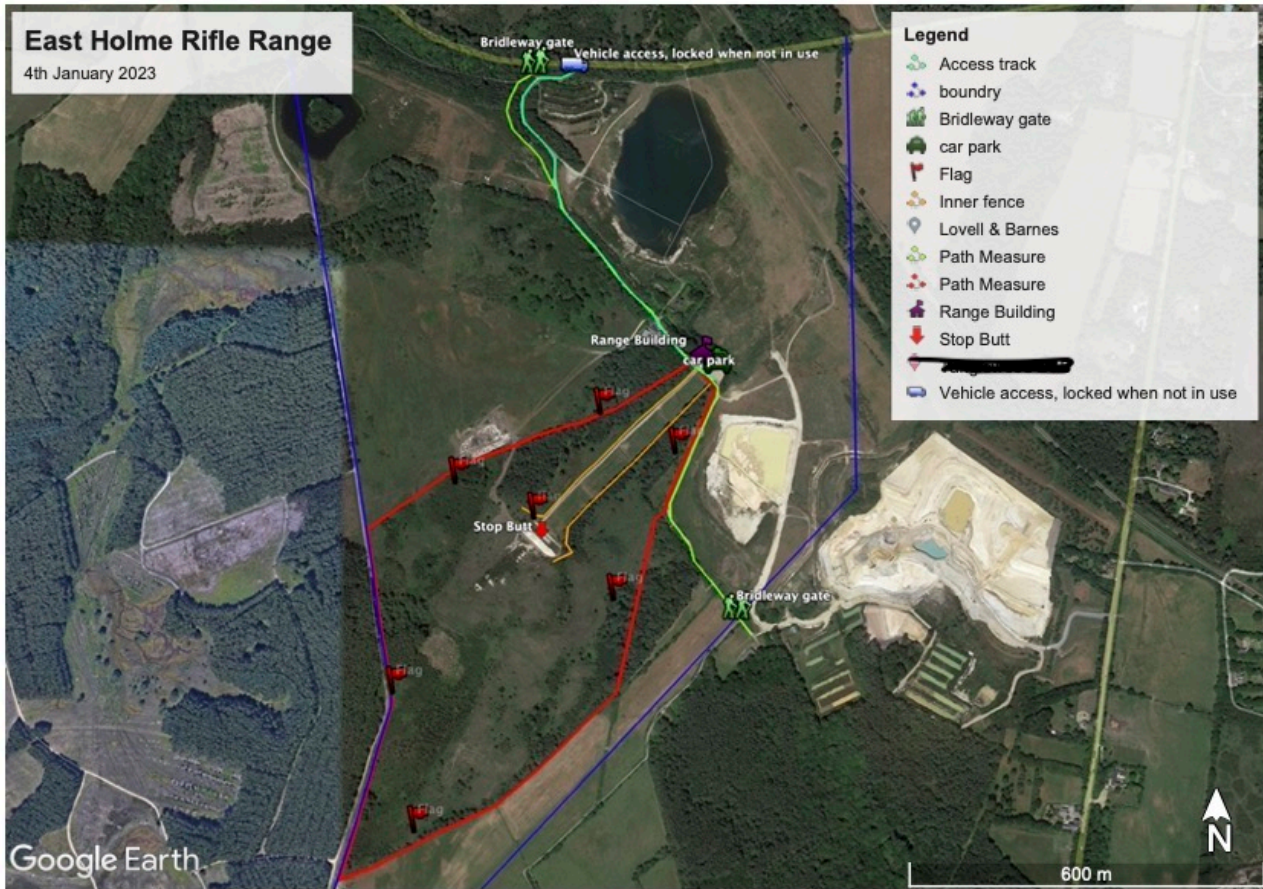 East Holme Rifle Range
4th January 2023
Bridleway gate
Vehicle access, locked when not in use
Legend
Access track
boundry
Bridleway gate
car park
Flag
Inner fence
Lovell & Barnes
Path Measure
Path Measure
Range Building
Stop Butt
Vehicle access, locked when not in use
Range Building
car park
Flag
Flag
Flag
Stop Butt
Flag
Bridleway gate
Flag
Flag
Google Earth
N
600 m